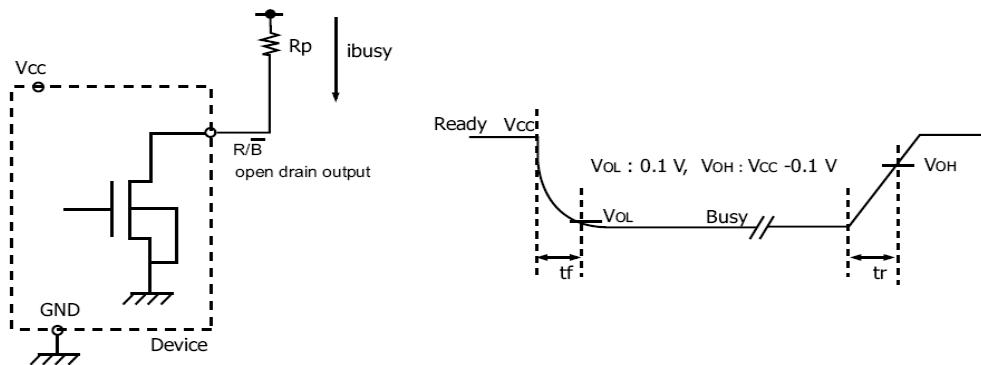 Rp
ibusy
Vcc
R/B̅
open drain output
GND
Device
Ready Vcc
VOL : 0.1 V, VOH : VCC -0.1 V
VOH
VOL
Busy
tf
tr